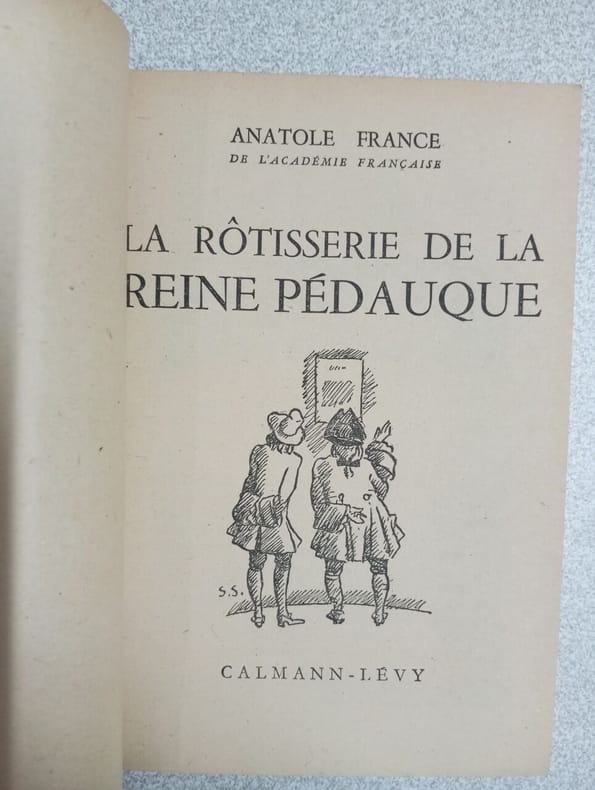 ANATOLE FRANCE
DE L'ACADÉMIE FRANÇAISE
LA RÔTISSERIE DE LA
REINE PÉDAUQUE
S.S.
CALMANN-LÉVY